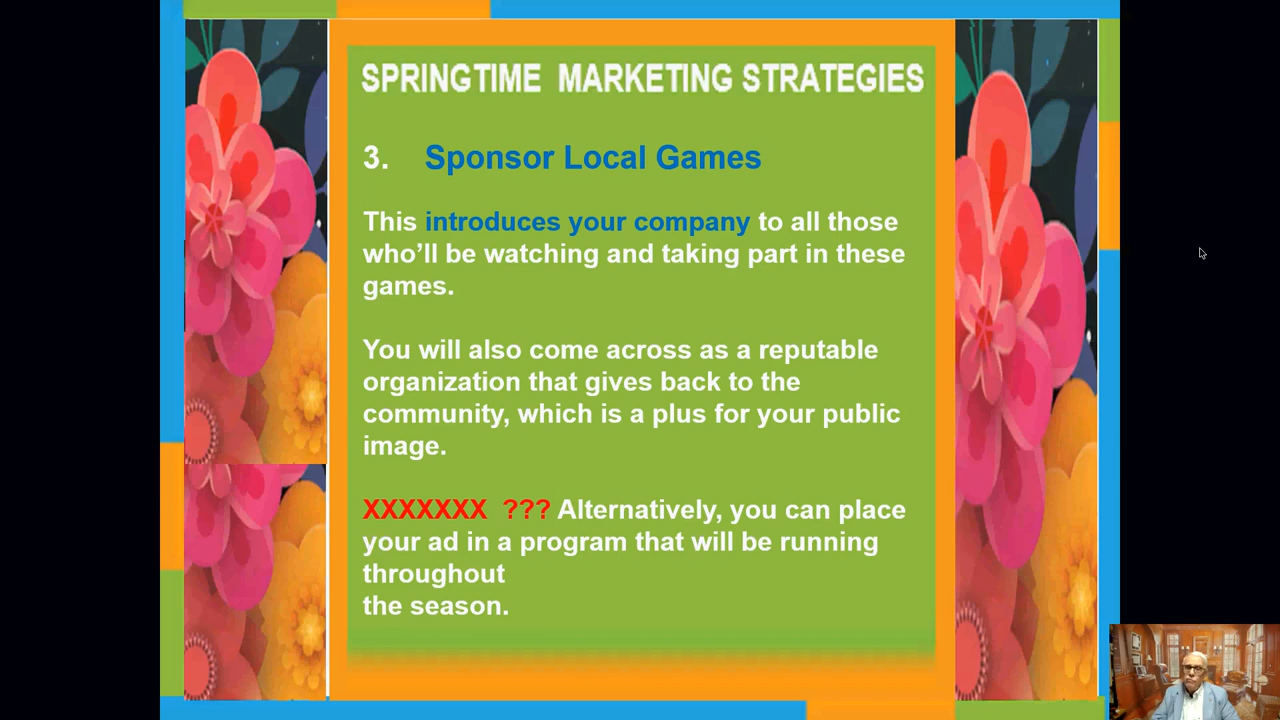 SPRINGTIME MARKETING STRATEGIES
3. Sponsor Local Games
This introduces your company to all those
who’ll be watching and taking part in these
games.
You will also come across as a reputable
organization that gives back to the
community, which is a plus for your public
image.
XXXXXXX ??? Alternatively, you can place
your ad in a program that will be running
throughout
the season.